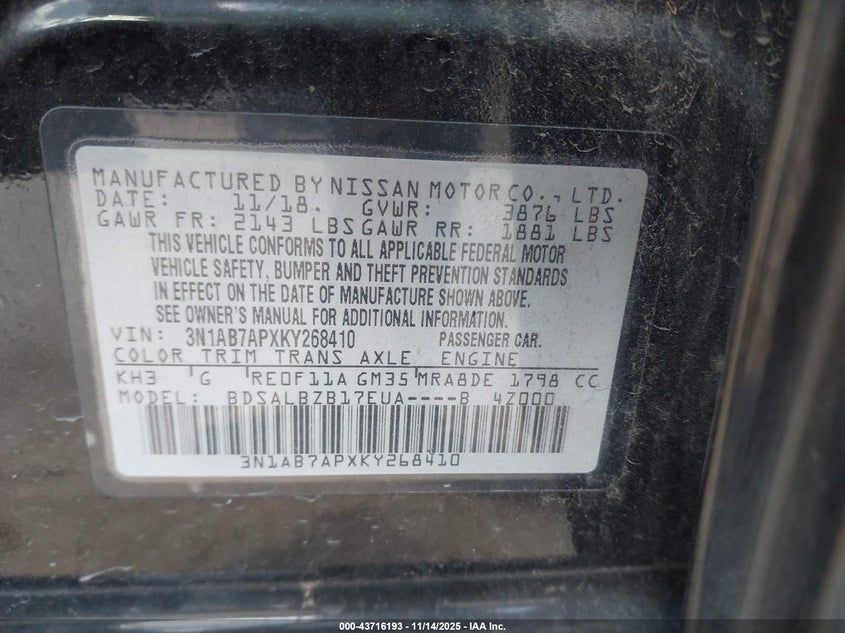 MANUFACTURED BY NISSAN MOTOR CO., LTD.
DATE: 11/18. GVWR: 3876 LBS
GAWR FR: 2143 LBS GAWR RR: 1881 LBS
THIS VEHICLE CONFORMS TO ALL APPLICABLE FEDERAL MOTOR
VEHICLE SAFETY, BUMPER AND THEFT PREVENTION STANDARDS
IN EFFECT ON THE DATE OF MANUFACTURE SHOWN ABOVE.
SEE OWNER'S MANUAL FOR ADDITIONAL INFORMATION.
VIN: 3N1AB7APXKY268410 PASSENGER CAR.
COLOR TRIM TRANS AXLE ENGINE
KH3 G RE0F11A GM35 MRA8DE 1798 CC
MODEL: BDSALBZB17EUA----B 4Z000
3N1AB7APXKY268410
000-43716193 - 11/14/2025 - IAA Inc.